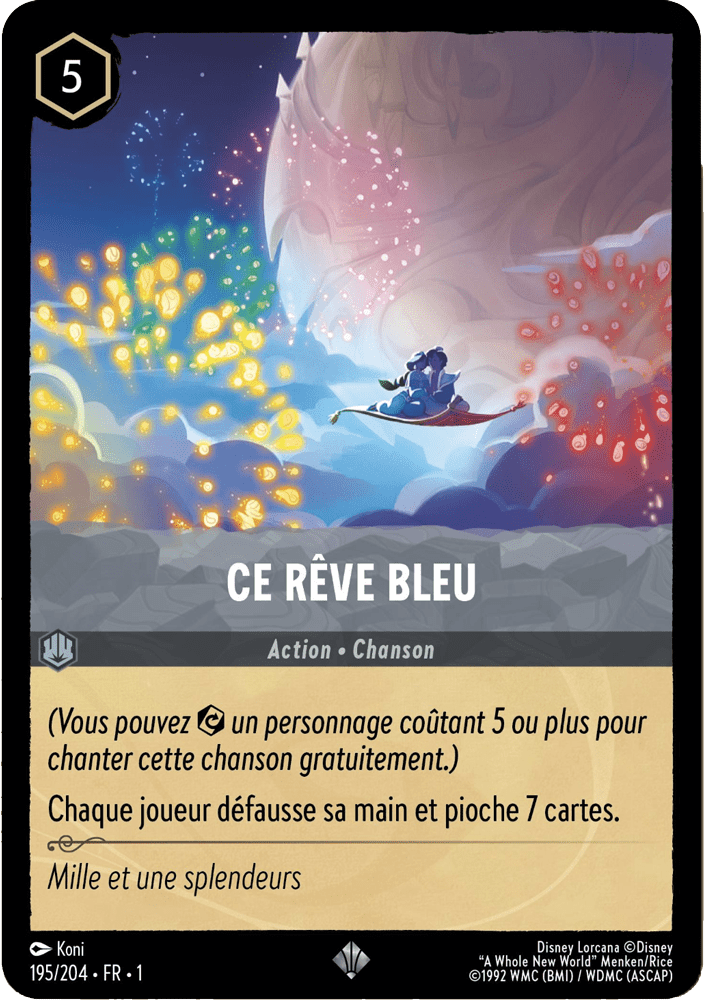 5
CE RÊVE BLEU
Action • Chanson
(Vous pouvez un personnage coûtant 5 ou plus pour
chanter cette chanson gratuitement.)
Chaque joueur défausse sa main et pioche 7 cartes.
Mille et une splendeurs
Koni
195/204 • FR • 1
Disney Lorcana ©Disney
“A Whole New World” Menken/Rice
©1992 WMC (BMI) / WDMC (ASCAP)